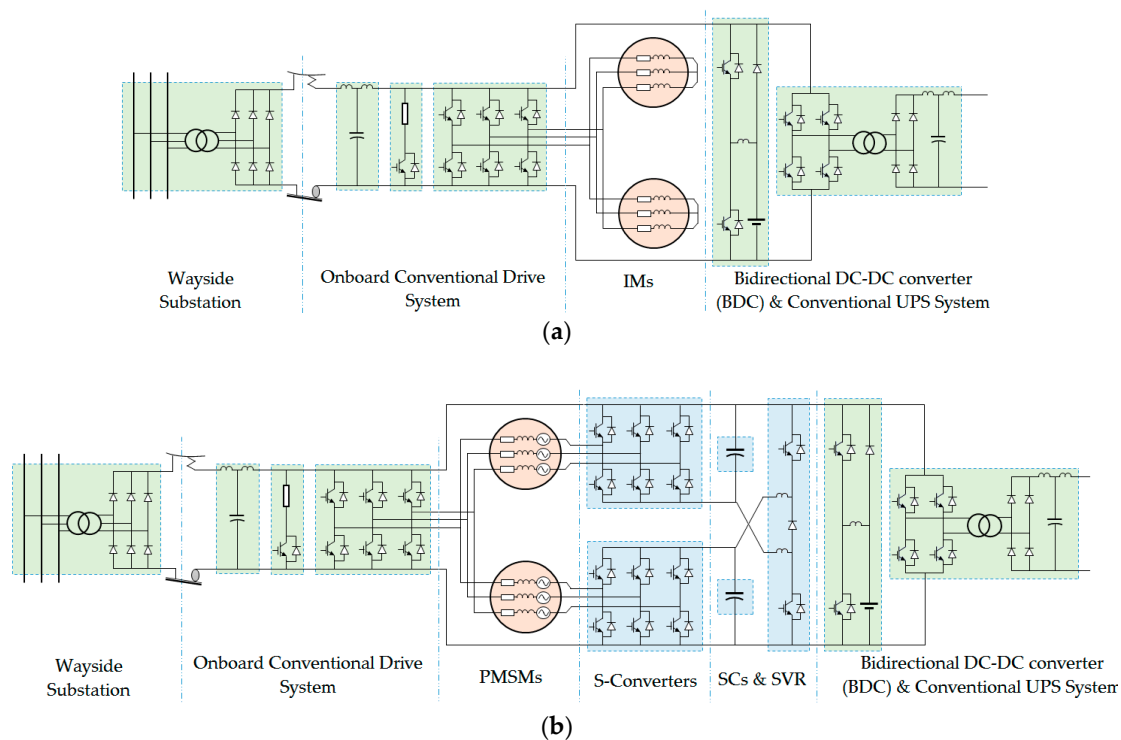 Wayside
Substation
Onboard Conventional Drive
System
IMs
Bidirectional DC-DC converter
(BDC) & Conventional UPS System
(a)
Wayside
Substation
Onboard Conventional Drive
System
PMSMs
S-Converters
SCs & SVR
Bidirectional DC-DC converter
(BDC) & Conventional UPS System
(b)